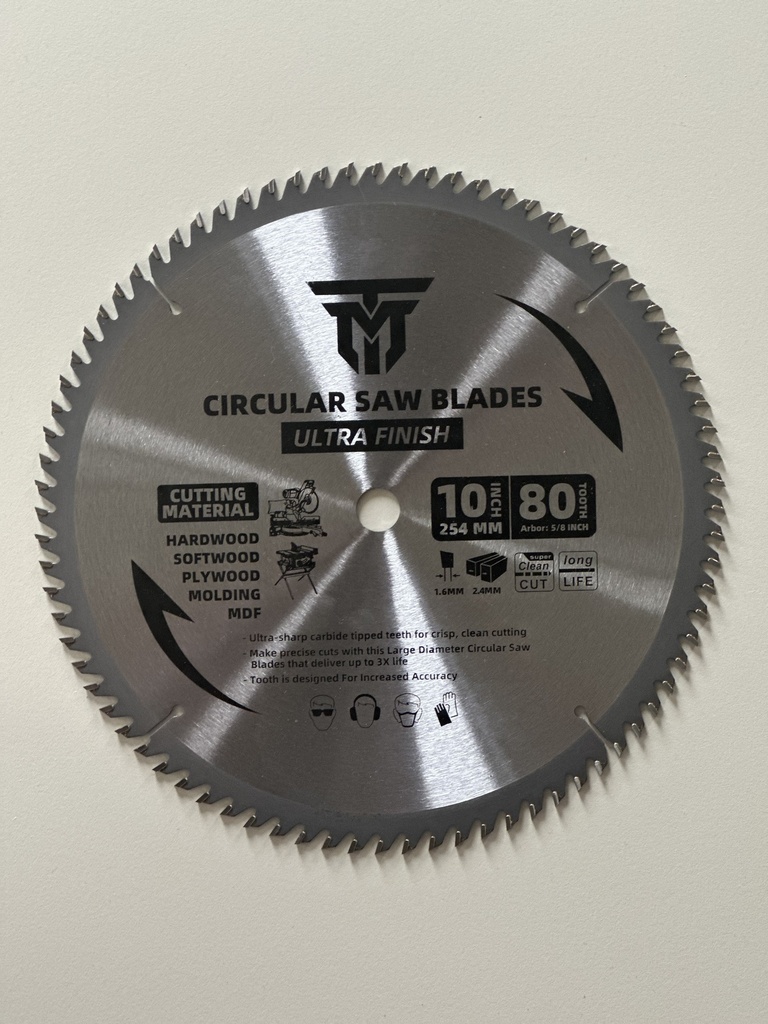 TM
CIRCULAR SAW BLADES
ULTRA FINISH
CUTTING
MATERIAL
HARDWOOD
SOFTWOOD
PLYWOOD
MOLDING
MDF
10 INCH
254 MM
80 TOOTH
Arbor: 5/8 INCH
1.6MM 2.4MM
super
Clean
CUT
long
LIFE
- Ultra-sharp carbide tipped teeth for crisp, clean cutting
- Make precise cuts with this Large Diameter Circular Saw
Blades that deliver up to 3X life
- Tooth is designed For Increased Accuracy